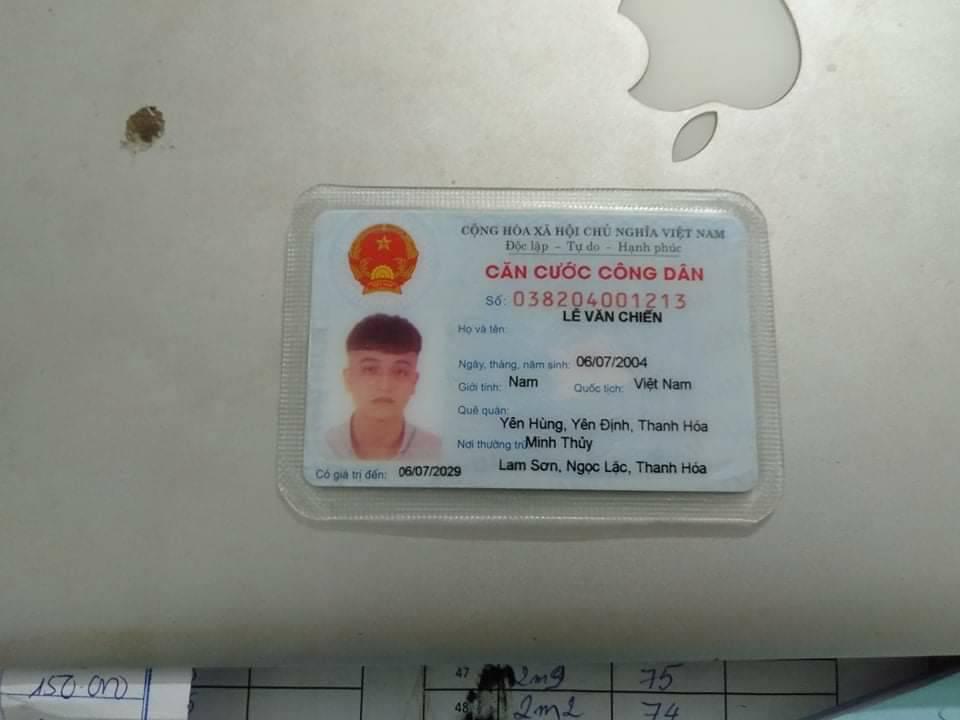 CỘNG HÒA XÃ HỘI CHỦ NGHĨA VIỆT NAM
Độc lập - Tự do - Hạnh phúc
CĂN CƯỚC CÔNG DÂN
Số: 038204001213
LÊ VĂN CHIẾN
Họ và tên:
Ngày, tháng, năm sinh: 06/07/2004
Giới tính: Nam Quốc tịch: Việt Nam
Quê quán:
Yên Hùng, Yên Định, Thanh Hóa
Nơi thường trú Minh Thủy
Lam Sơn, Ngọc Lặc, Thanh Hóa
Có giá trị đến: 06/07/2029
150.000
47 2m9 75
48 2m2 74